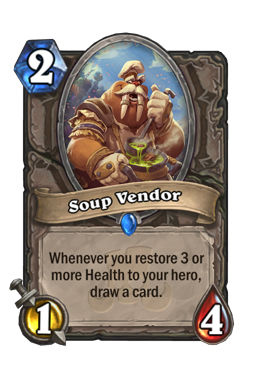 2
Soup Vendor
Whenever you restore 3 or
more Health to your hero,
draw a card.
1
4